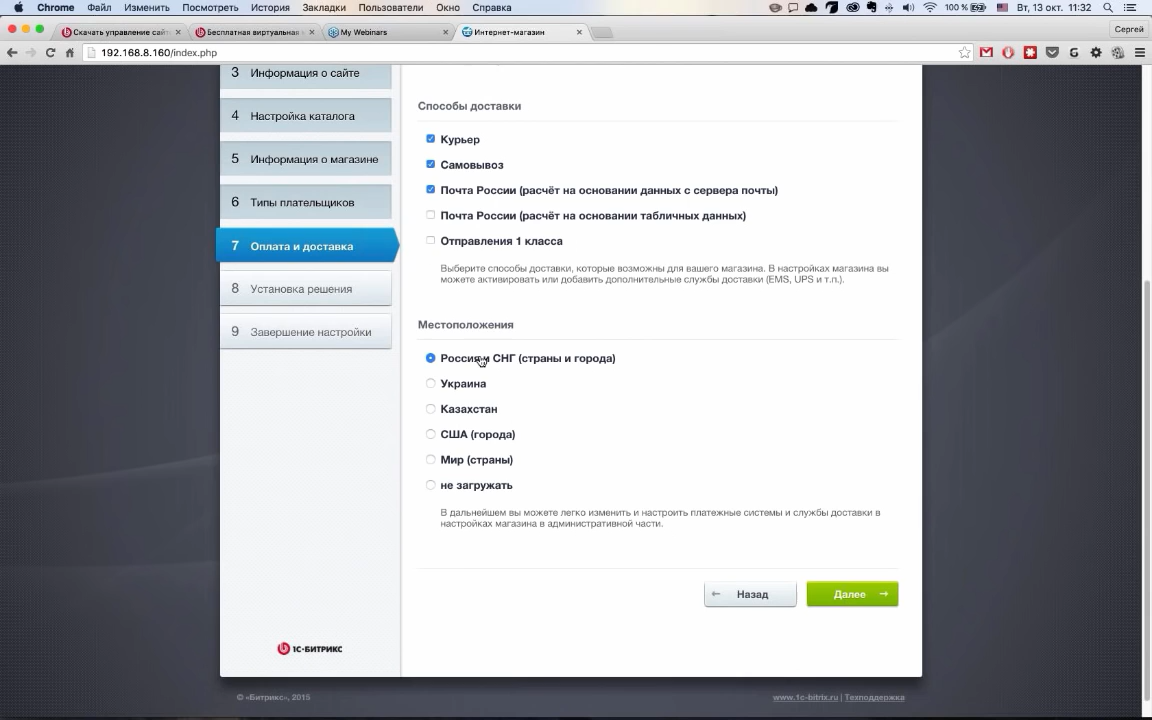 Chrome Файл Изменить Просмотреть История Закладки Пользователи Окно Справка 100 % Вт, 13 окт. 11:32
Скачать управление сайт Бесплатная виртуальная My Webinars Интернет-магазин Сергей
192.168.8.160/index.php
3 Информация о сайте
4 Настройка каталога
5 Информация о магазине
6 Типы плательщиков
7 Оплата и доставка
8 Установка решения
9 Завершение настройки
1С-БИТРИКС
Способы доставки
Курьер
Самовывоз
Почта России (расчёт на основании данных с сервера почты)
Почта России (расчёт на основании табличных данных)
Отправления 1 класса
Выберите способы доставки, которые возможны для вашего магазина. В настройках магазина вы
можете активировать или добавить дополнительные службы доставки (EMS, UPS и т.п.).
Местоположения
Россия и СНГ (страны и города)
Украина
Казахстан
США (города)
Мир (страны)
не загружать
В дальнейшем вы можете легко изменить и настроить платежные системы и службы доставки в
настройках магазина в административной части.
← Назад Далее →
© «Битрикс», 2015 www.1c-bitrix.ru | Техподдержка